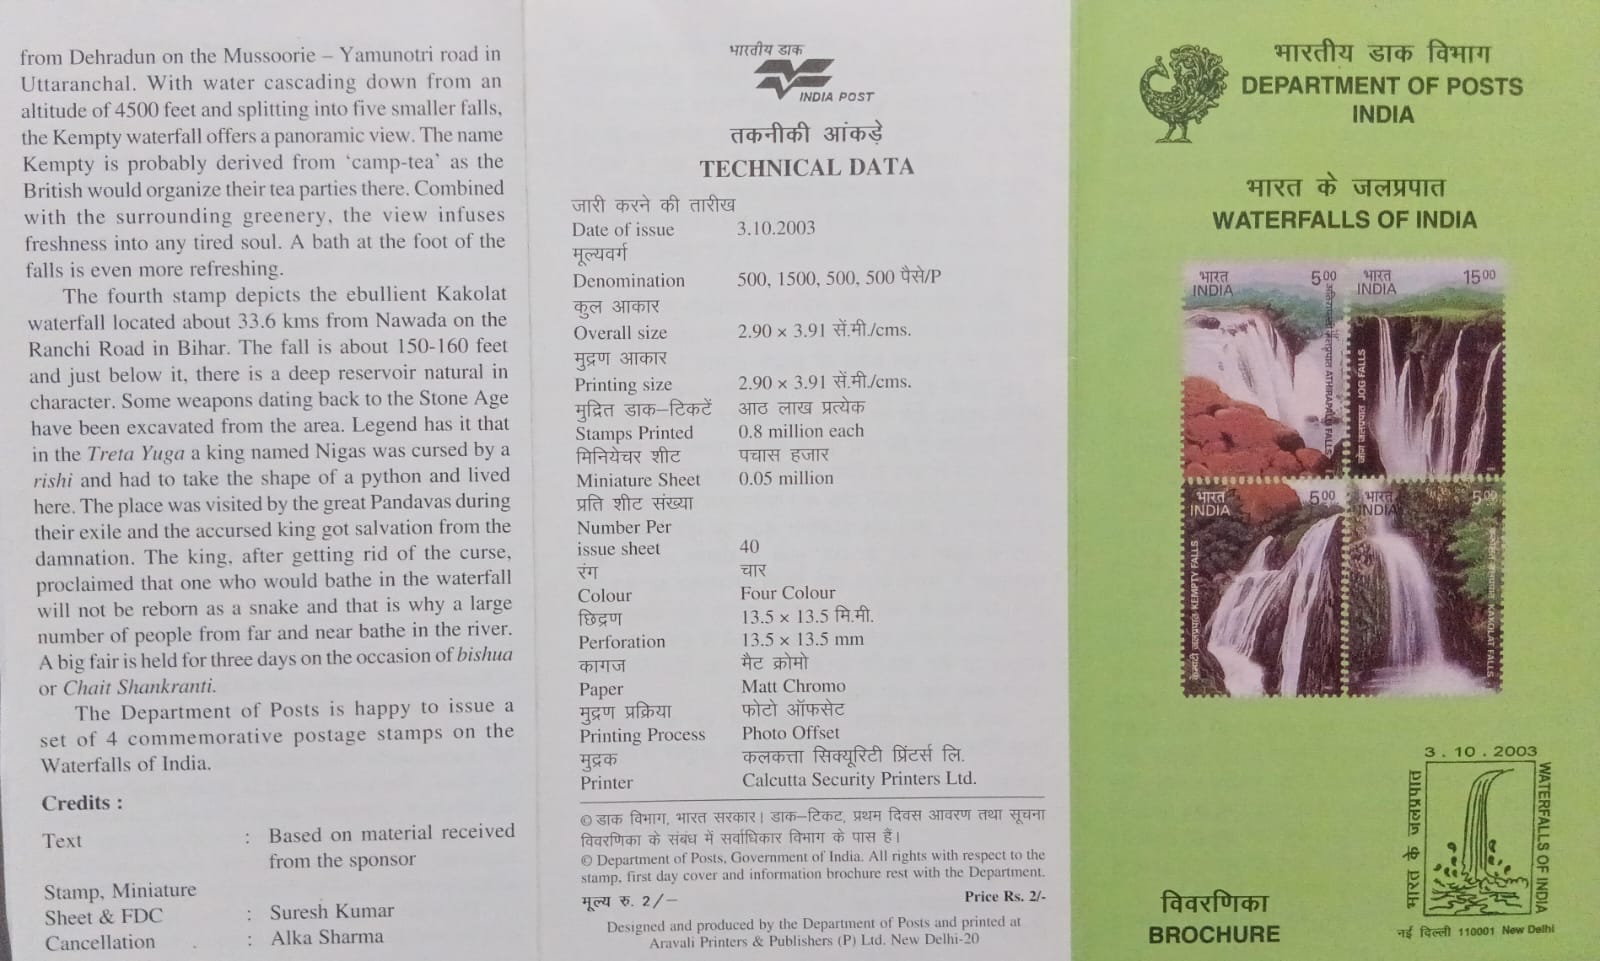 from Dehradun on the Mussoorie – Yamunotri road in
Uttaranchal. With water cascading down from an
altitude of 4500 feet and splitting into five smaller falls,
the Kempty waterfall offers a panoramic view. The name
Kempty is probably derived from ‘camp-tea’ as the
British would organize their tea parties there. Combined
with the surrounding greenery, the view infuses
freshness into any tired soul. A bath at the foot of the
falls is even more refreshing.
The fourth stamp depicts the ebullient Kakolat
waterfall located about 33.6 kms from Nawada on the
Ranchi Road in Bihar. The fall is about 150-160 feet
and just below it, there is a deep reservoir natural in
character. Some weapons dating back to the Stone Age
have been excavated from the area. Legend has it that
in the Treta Yuga a king named Nigas was cursed by a
rishi and had to take the shape of a python and lived
here. The place was visited by the great Pandavas during
their exile and the accursed king got salvation from the
damnation. The king, after getting rid of the curse,
proclaimed that one who would bathe in the waterfall
will not be reborn as a snake and that is why a large
number of people from far and near bathe in the river.
A big fair is held for three days on the occasion of bishua
or Chait Shankranti.
The Department of Posts is happy to issue a
set of 4 commemorative postage stamps on the
Waterfalls of India.
Credits :
Text : Based on material received
from the sponsor
Stamp, Miniature
Sheet & FDC : Suresh Kumar
Cancellation : Alka Sharma
भारतीय डाक
INDIA POST
तकनीकी आंकड़े
TECHNICAL DATA
जारी करने की तारीख
Date of issue 3.10.2003
मूल्यवर्ग
Denomination 500, 1500, 500, 500 पैसे/P
कुल आकार
Overall size 2.90 × 3.91 सें.मी./cms.
मुद्रण आकार
Printing size 2.90 × 3.91 सें.मी./cms.
मुद्रित डाक–टिकटें आठ लाख प्रत्येक
Stamps Printed 0.8 million each
मिनियेचर शीट पचास हजार
Miniature Sheet 0.05 million
प्रति शीट संख्या
Number Per
issue sheet 40
रंग चार
Colour Four Colour
छिद्रण 13.5 × 13.5 मि.मी.
Perforation 13.5 × 13.5 mm
कागज मैट क्रोमो
Paper Matt Chromo
मुद्रण प्रक्रिया फोटो ऑफसेट
Printing Process Photo Offset
मुद्रक कलकत्ता सिक्यूरिटी प्रिंटर्स लि.
Printer Calcutta Security Printers Ltd.
© डाक विभाग, भारत सरकार। डाक–टिकट, प्रथम दिवस आवरण तथा सूचना
विवरणिका के संबंध में सर्वाधिकार विभाग के पास हैं।
© Department of Posts, Government of India. All rights with respect to the
stamp, first day cover and information brochure rest with the Department.
मूल्य रु. 2/– Price Rs. 2/-
Designed and produced by the Department of Posts and printed at
Aravali Printers & Publishers (P) Ltd. New Delhi-20
भारतीय डाक विभाग
DEPARTMENT OF POSTS
INDIA
भारत के जलप्रपात
WATERFALLS OF INDIA
भारत
INDIA 5.00
ATHIRAPALLI FALLS
भारत
INDIA 15.00
जोग जलप्रपात JOG FALLS
भारत
INDIA 5.00
केम्पटी जलप्रपात KEMPTY FALLS
भारत
INDIA 5.00
KAKOLAT FALLS
3.10.2003
भारत के जलप्रपात
WATERFALLS OF INDIA
नई दिल्ली 110001 New Delhi
विवरणिका
BROCHURE